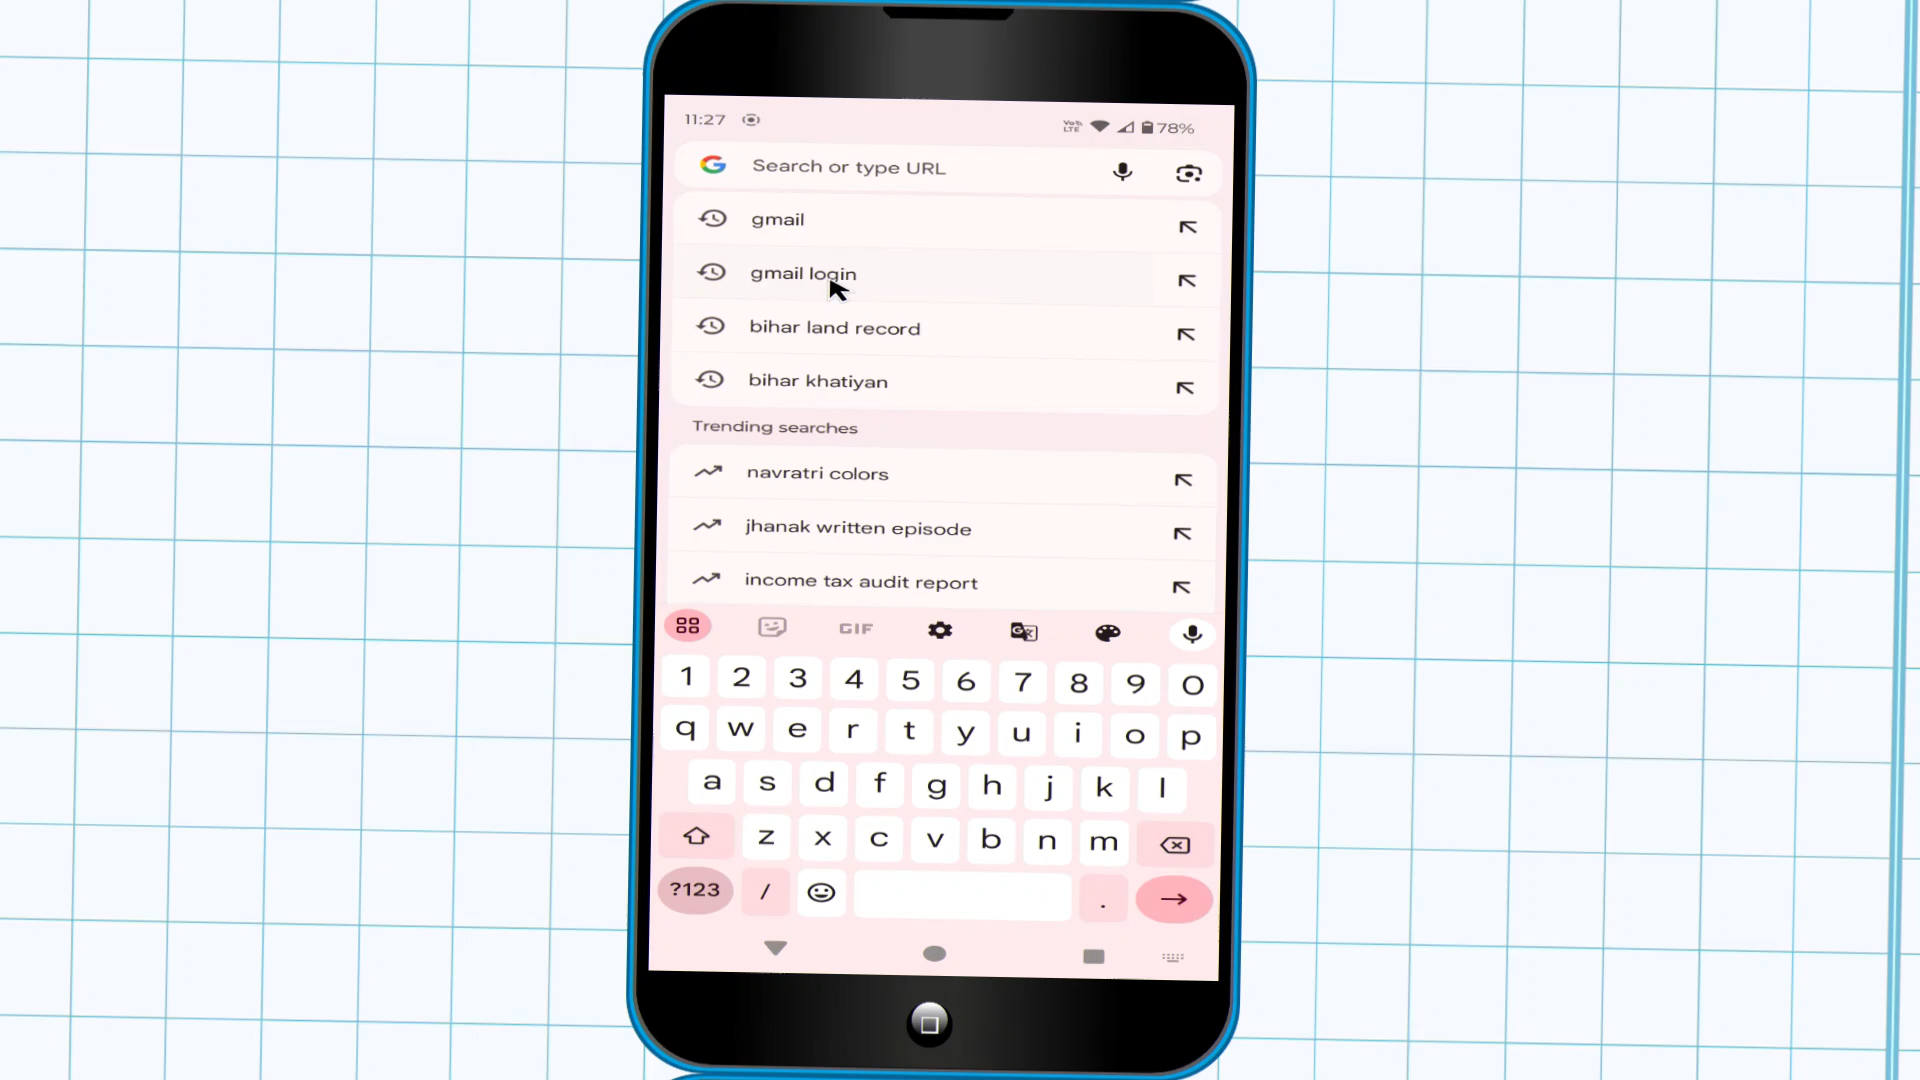 11:27 Vo LTE 78%
Search or type URL
gmail
gmail login
bihar land record
bihar khatiyan
Trending searches
navratri colors
jhanak written episode
income tax audit report
GIF
1 2 3 4 5 6 7 8 9 0
q w e r t y u i o p
a s d f g h j k l
z x c v b n m
?123 / .